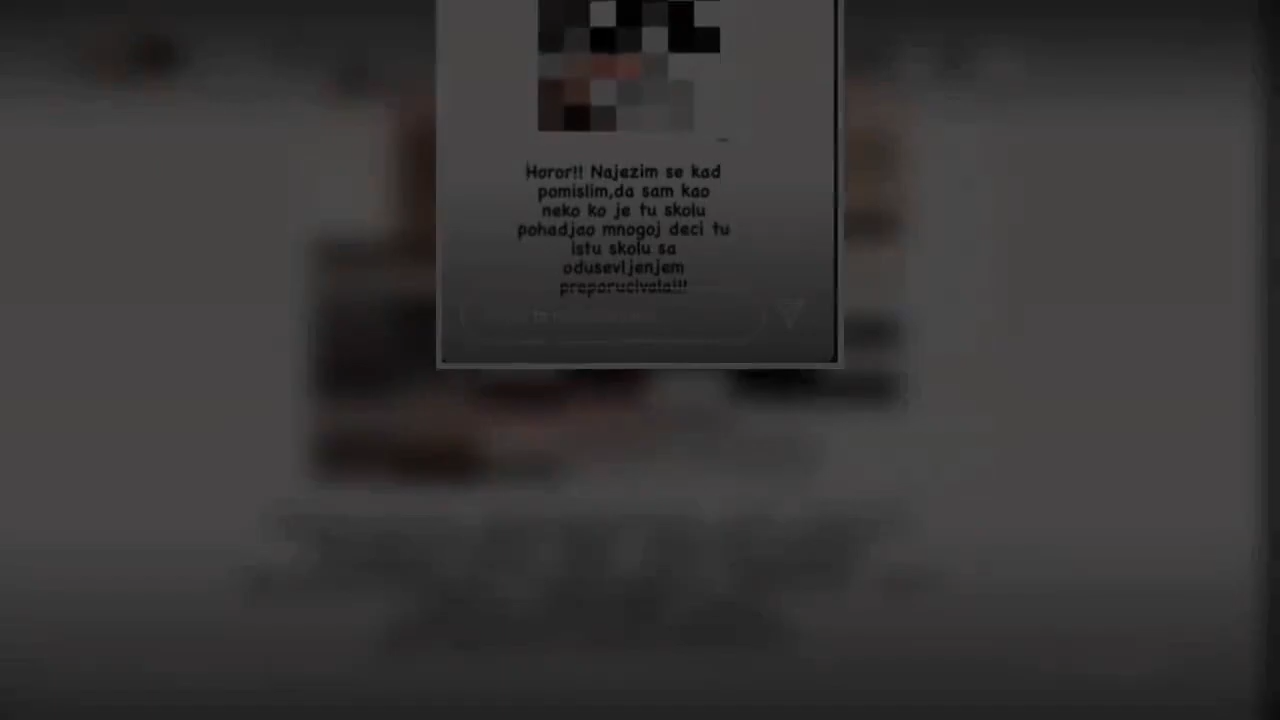 Horor!! Najezim se kad
pomislim,da sam kao
neko ko je tu skolu
pohadjao mnogoj deci tu
istu skolu sa
odusevljenjem
preporucivala!!!